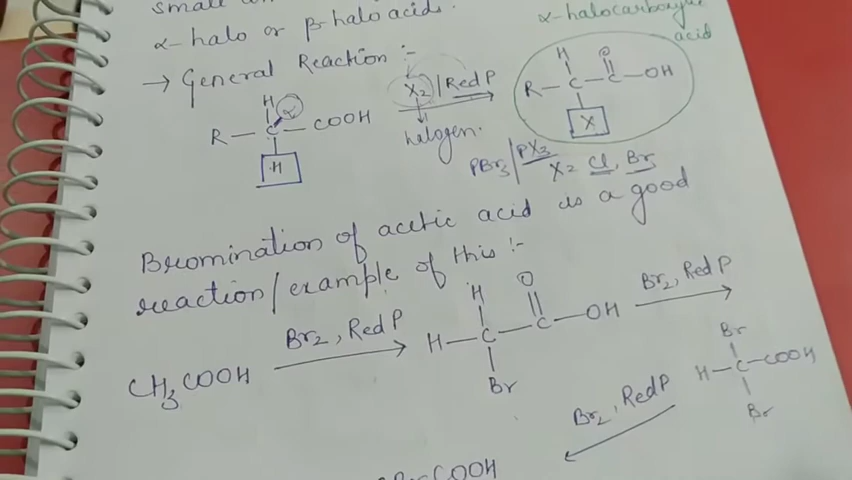 small
α-halo or β-halo acids.
α-halocarboxylic
acid
→ General Reaction :-
H α
R — C — COOH
H
X2 | Red P
halogen.
H O
R — C — C — OH
X
PBr3 | PX3
X = Cl, Br
Bromination of acetic acid is a good
reaction/example of this :-
CH3COOH
Br2, Red P
H O
H — C — C — OH
Br
Br2, Red P
Br
H — C — COOH
Br
Br2, Red P
COOH